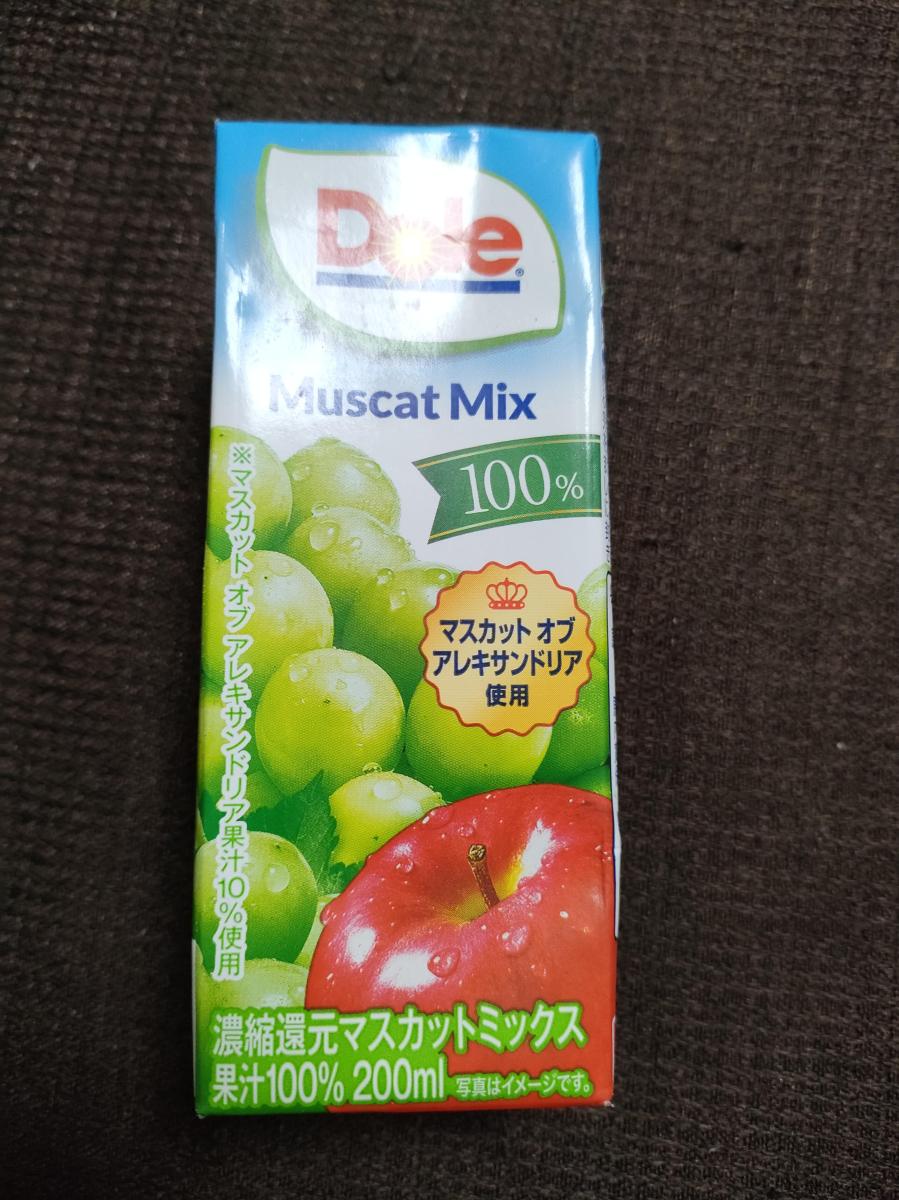 Dole
®
Muscat Mix
100%
マスカット オブ
アレキサンドリア
使用
※マスカット オブ アレキサンドリア果汁10%使用
濃縮還元マスカットミックス
果汁100% 200ml 写真はイメージです。